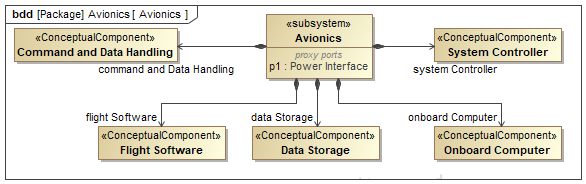 bdd [Package] Avionics [ Avionics ]
«ConceptualComponent»
Command and Data Handling
command and Data Handling
«subsystem»
Avionics
proxy ports
p1 : Power Interface
«ConceptualComponent»
System Controller
system Controller
flight Software
data Storage
onboard Computer
«ConceptualComponent»
Flight Software
«ConceptualComponent»
Data Storage
«ConceptualComponent»
Onboard Computer